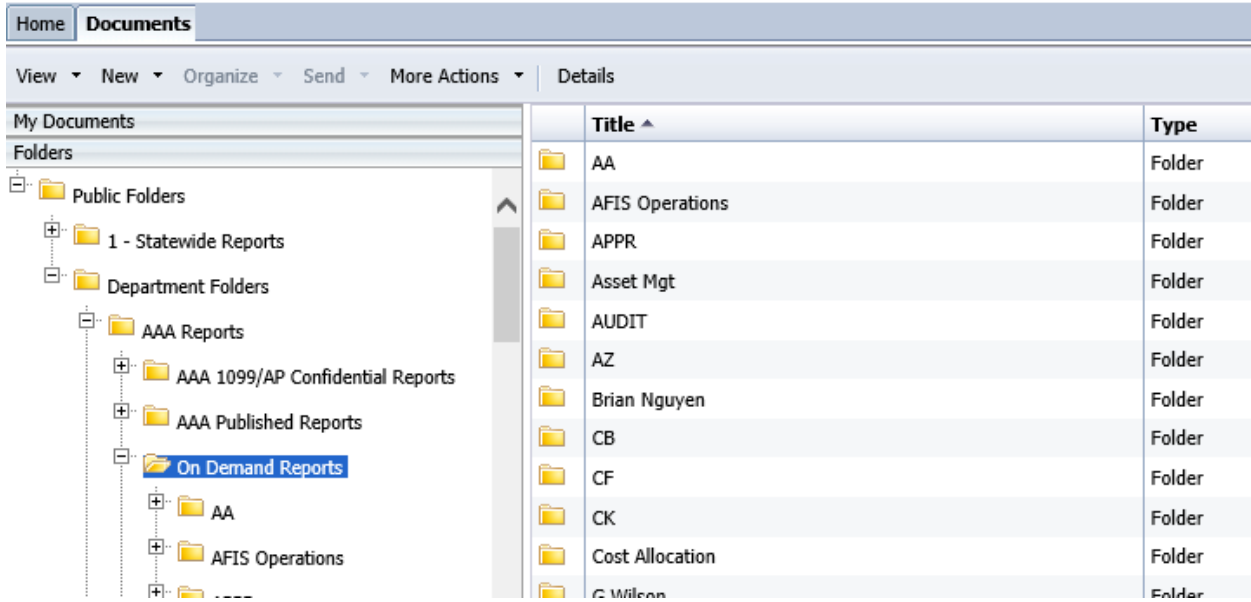 Home Documents
View New Organize Send More Actions Details
My Documents
Folders
Public Folders
1 - Statewide Reports
Department Folders
AAA Reports
AAA 1099/AP Confidential Reports
AAA Published Reports
On Demand Reports
AA
AFIS Operations
Title Type
AA Folder
AFIS Operations Folder
APPR Folder
Asset Mgt Folder
AUDIT Folder
AZ Folder
Brian Nguyen Folder
CB Folder
CF Folder
CK Folder
Cost Allocation Folder
G Wilson Folder